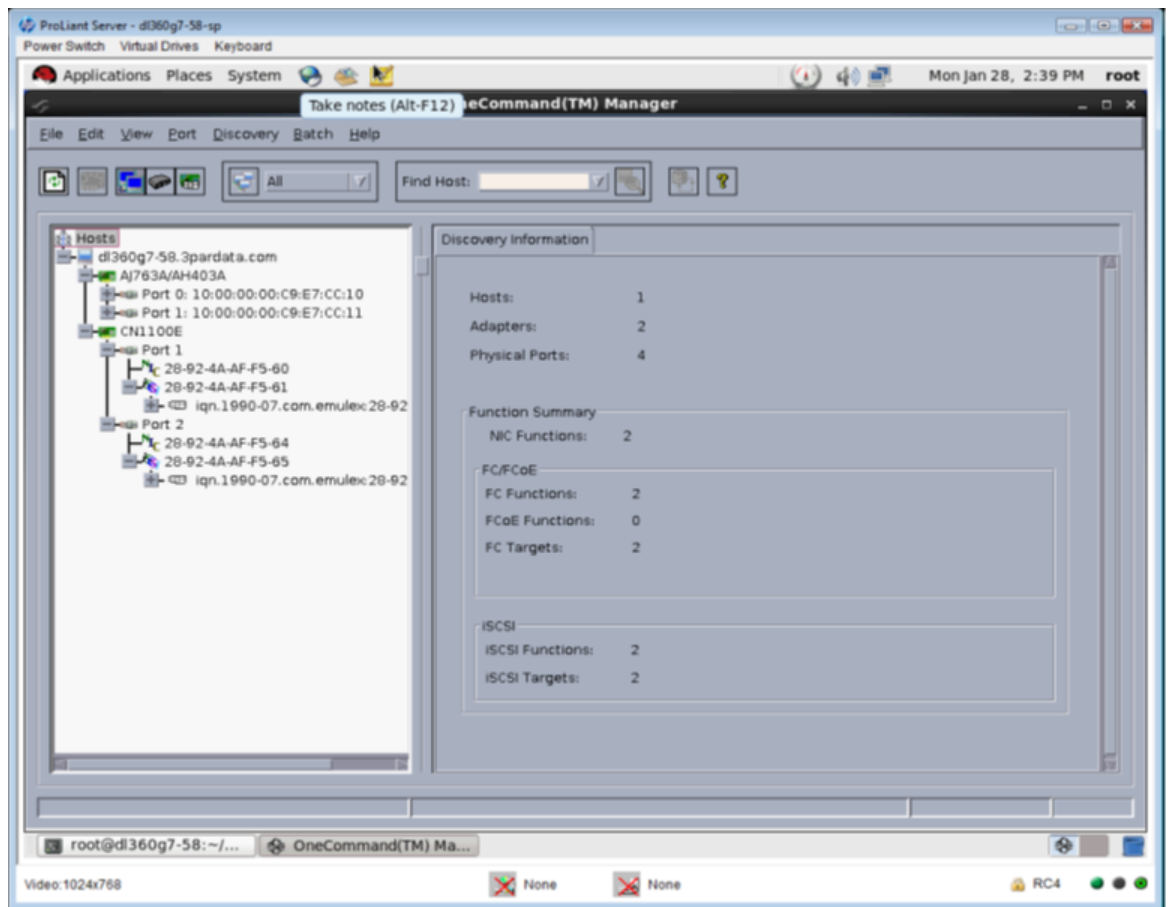 ProLiant Server - dl360g7-58-sp
Power Switch Virtual Drives Keyboard
Applications Places System Mon Jan 28, 2:39 PM root
Take notes (Alt-F12) eCommand(TM) Manager
File Edit View Port Discovery Batch Help
All Find Host:
Hosts
dl360g7-58.3pardata.com
AJ763A/AH403A
Port 0: 10:00:00:00:C9:E7:CC:10
Port 1: 10:00:00:00:C9:E7:CC:11
CN1100E
Port 1
28-92-4A-AF-F5-60
28-92-4A-AF-F5-61
iqn.1990-07.com.emulex:28-92
Port 2
28-92-4A-AF-F5-64
28-92-4A-AF-F5-65
iqn.1990-07.com.emulex:28-92
Discovery Information
Hosts: 1
Adapters: 2
Physical Ports: 4
Function Summary
NIC Functions: 2
FC/FCoE
FC Functions: 2
FCoE Functions: 0
FC Targets: 2
iSCSI
iSCSI Functions: 2
iSCSI Targets: 2
root@dl360g7-58:~/... OneCommand(TM) Ma...
Video:1024x768 None None RC4